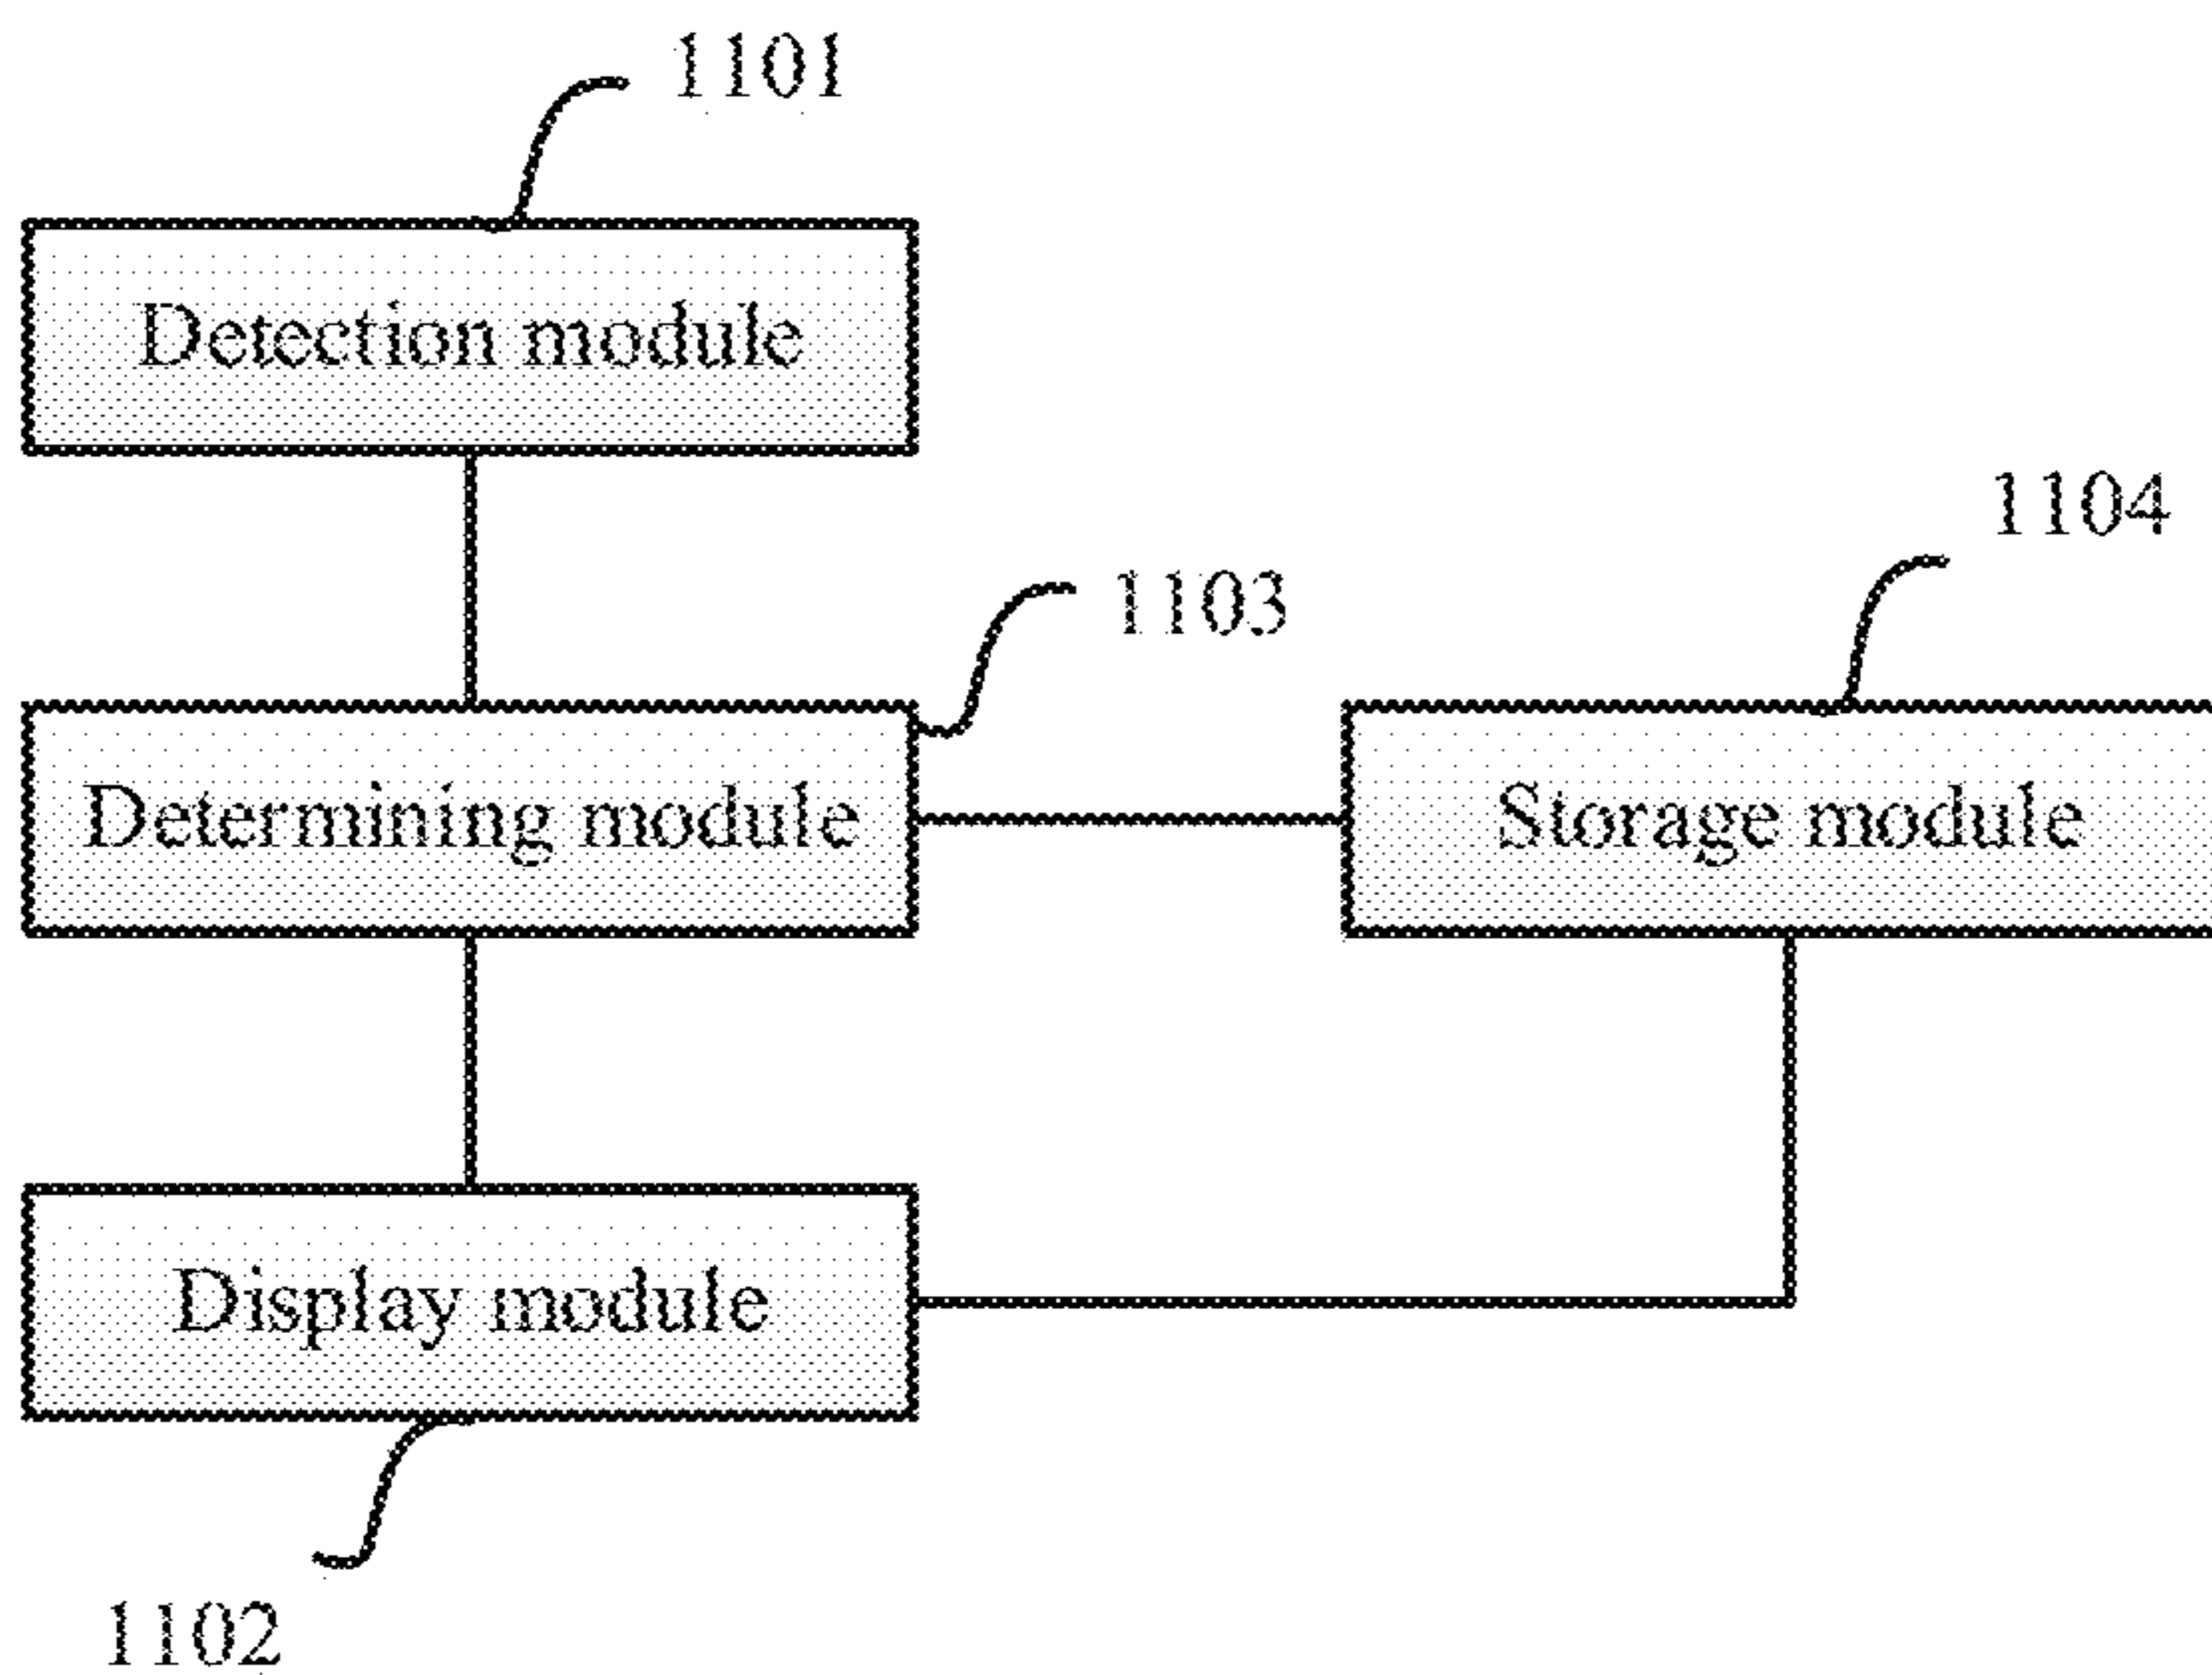 1101
Detection module
1104
1103
Determining module
Storage module
Display module
1102